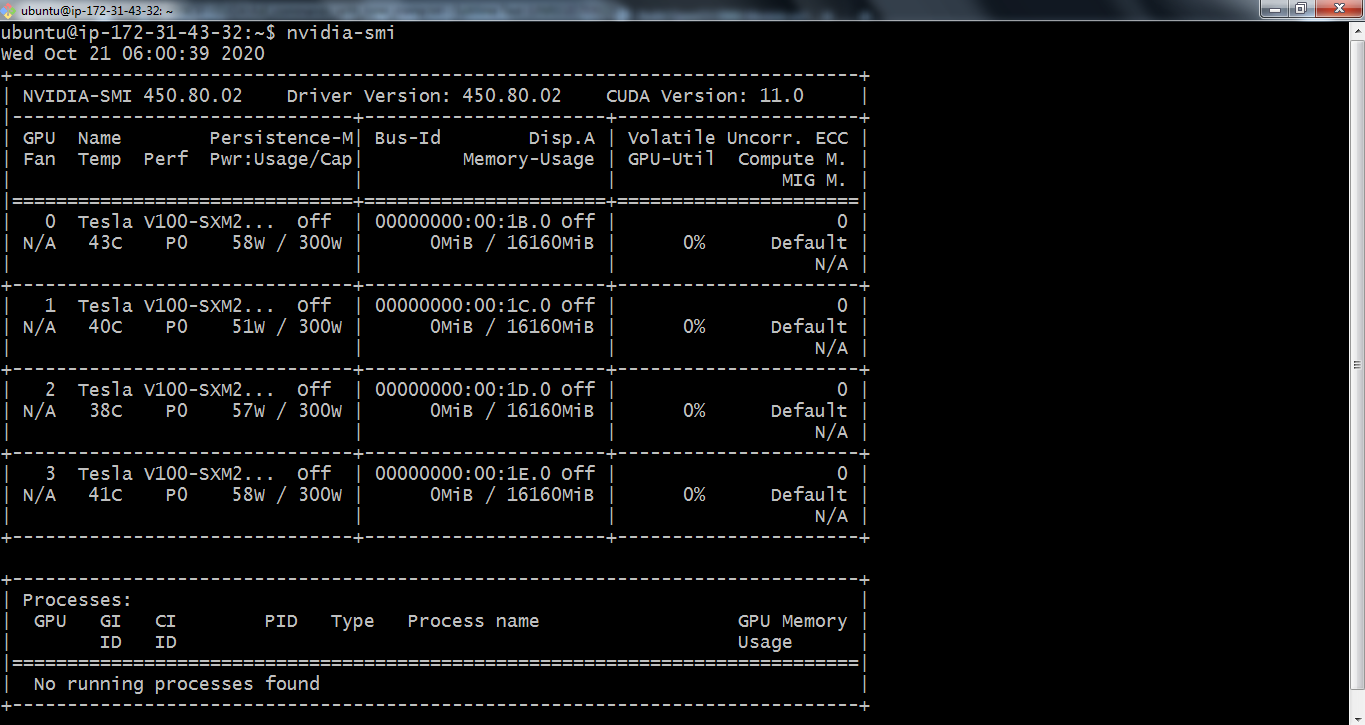 ubuntu@ip-172-31-43-32: ~
ubuntu@ip-172-31-43-32:~$ nvidia-smi
Wed Oct 21 06:00:39 2020
+-----------------------------------------------------------------------------+
| NVIDIA-SMI 450.80.02    Driver Version: 450.80.02    CUDA Version: 11.0     |
|-------------------------------+----------------------+----------------------+
| GPU  Name        Persistence-M| Bus-Id        Disp.A | Volatile Uncorr. ECC |
| Fan  Temp  Perf  Pwr:Usage/Cap|         Memory-Usage | GPU-Util  Compute M. |
|                               |                      |               MIG M. |
|===============================+======================+======================|
|   0  Tesla V100-SXM2...  Off  | 00000000:00:1B.0 Off |                    0 |
| N/A   43C    P0    58W / 300W |      0MiB / 16160MiB |      0%      Default |
|                               |                      |                  N/A |
+-------------------------------+----------------------+----------------------+
|   1  Tesla V100-SXM2...  Off  | 00000000:00:1C.0 Off |                    0 |
| N/A   40C    P0    51W / 300W |      0MiB / 16160MiB |      0%      Default |
|                               |                      |                  N/A |
+-------------------------------+----------------------+----------------------+
|   2  Tesla V100-SXM2...  Off  | 00000000:00:1D.0 Off |                    0 |
| N/A   38C    P0    57W / 300W |      0MiB / 16160MiB |      0%      Default |
|                               |                      |                  N/A |
+-------------------------------+----------------------+----------------------+
|   3  Tesla V100-SXM2...  Off  | 00000000:00:1E.0 Off |                    0 |
| N/A   41C    P0    58W / 300W |      0MiB / 16160MiB |      0%      Default |
|                               |                      |                  N/A |
+-------------------------------+----------------------+----------------------+

+-----------------------------------------------------------------------------+
| Processes:                                                                  |
|  GPU   GI   CI        PID   Type   Process name                  GPU Memory |
|        ID   ID                                                   Usage      |
|=============================================================================|
|  No running processes found                                                 |
+-----------------------------------------------------------------------------+